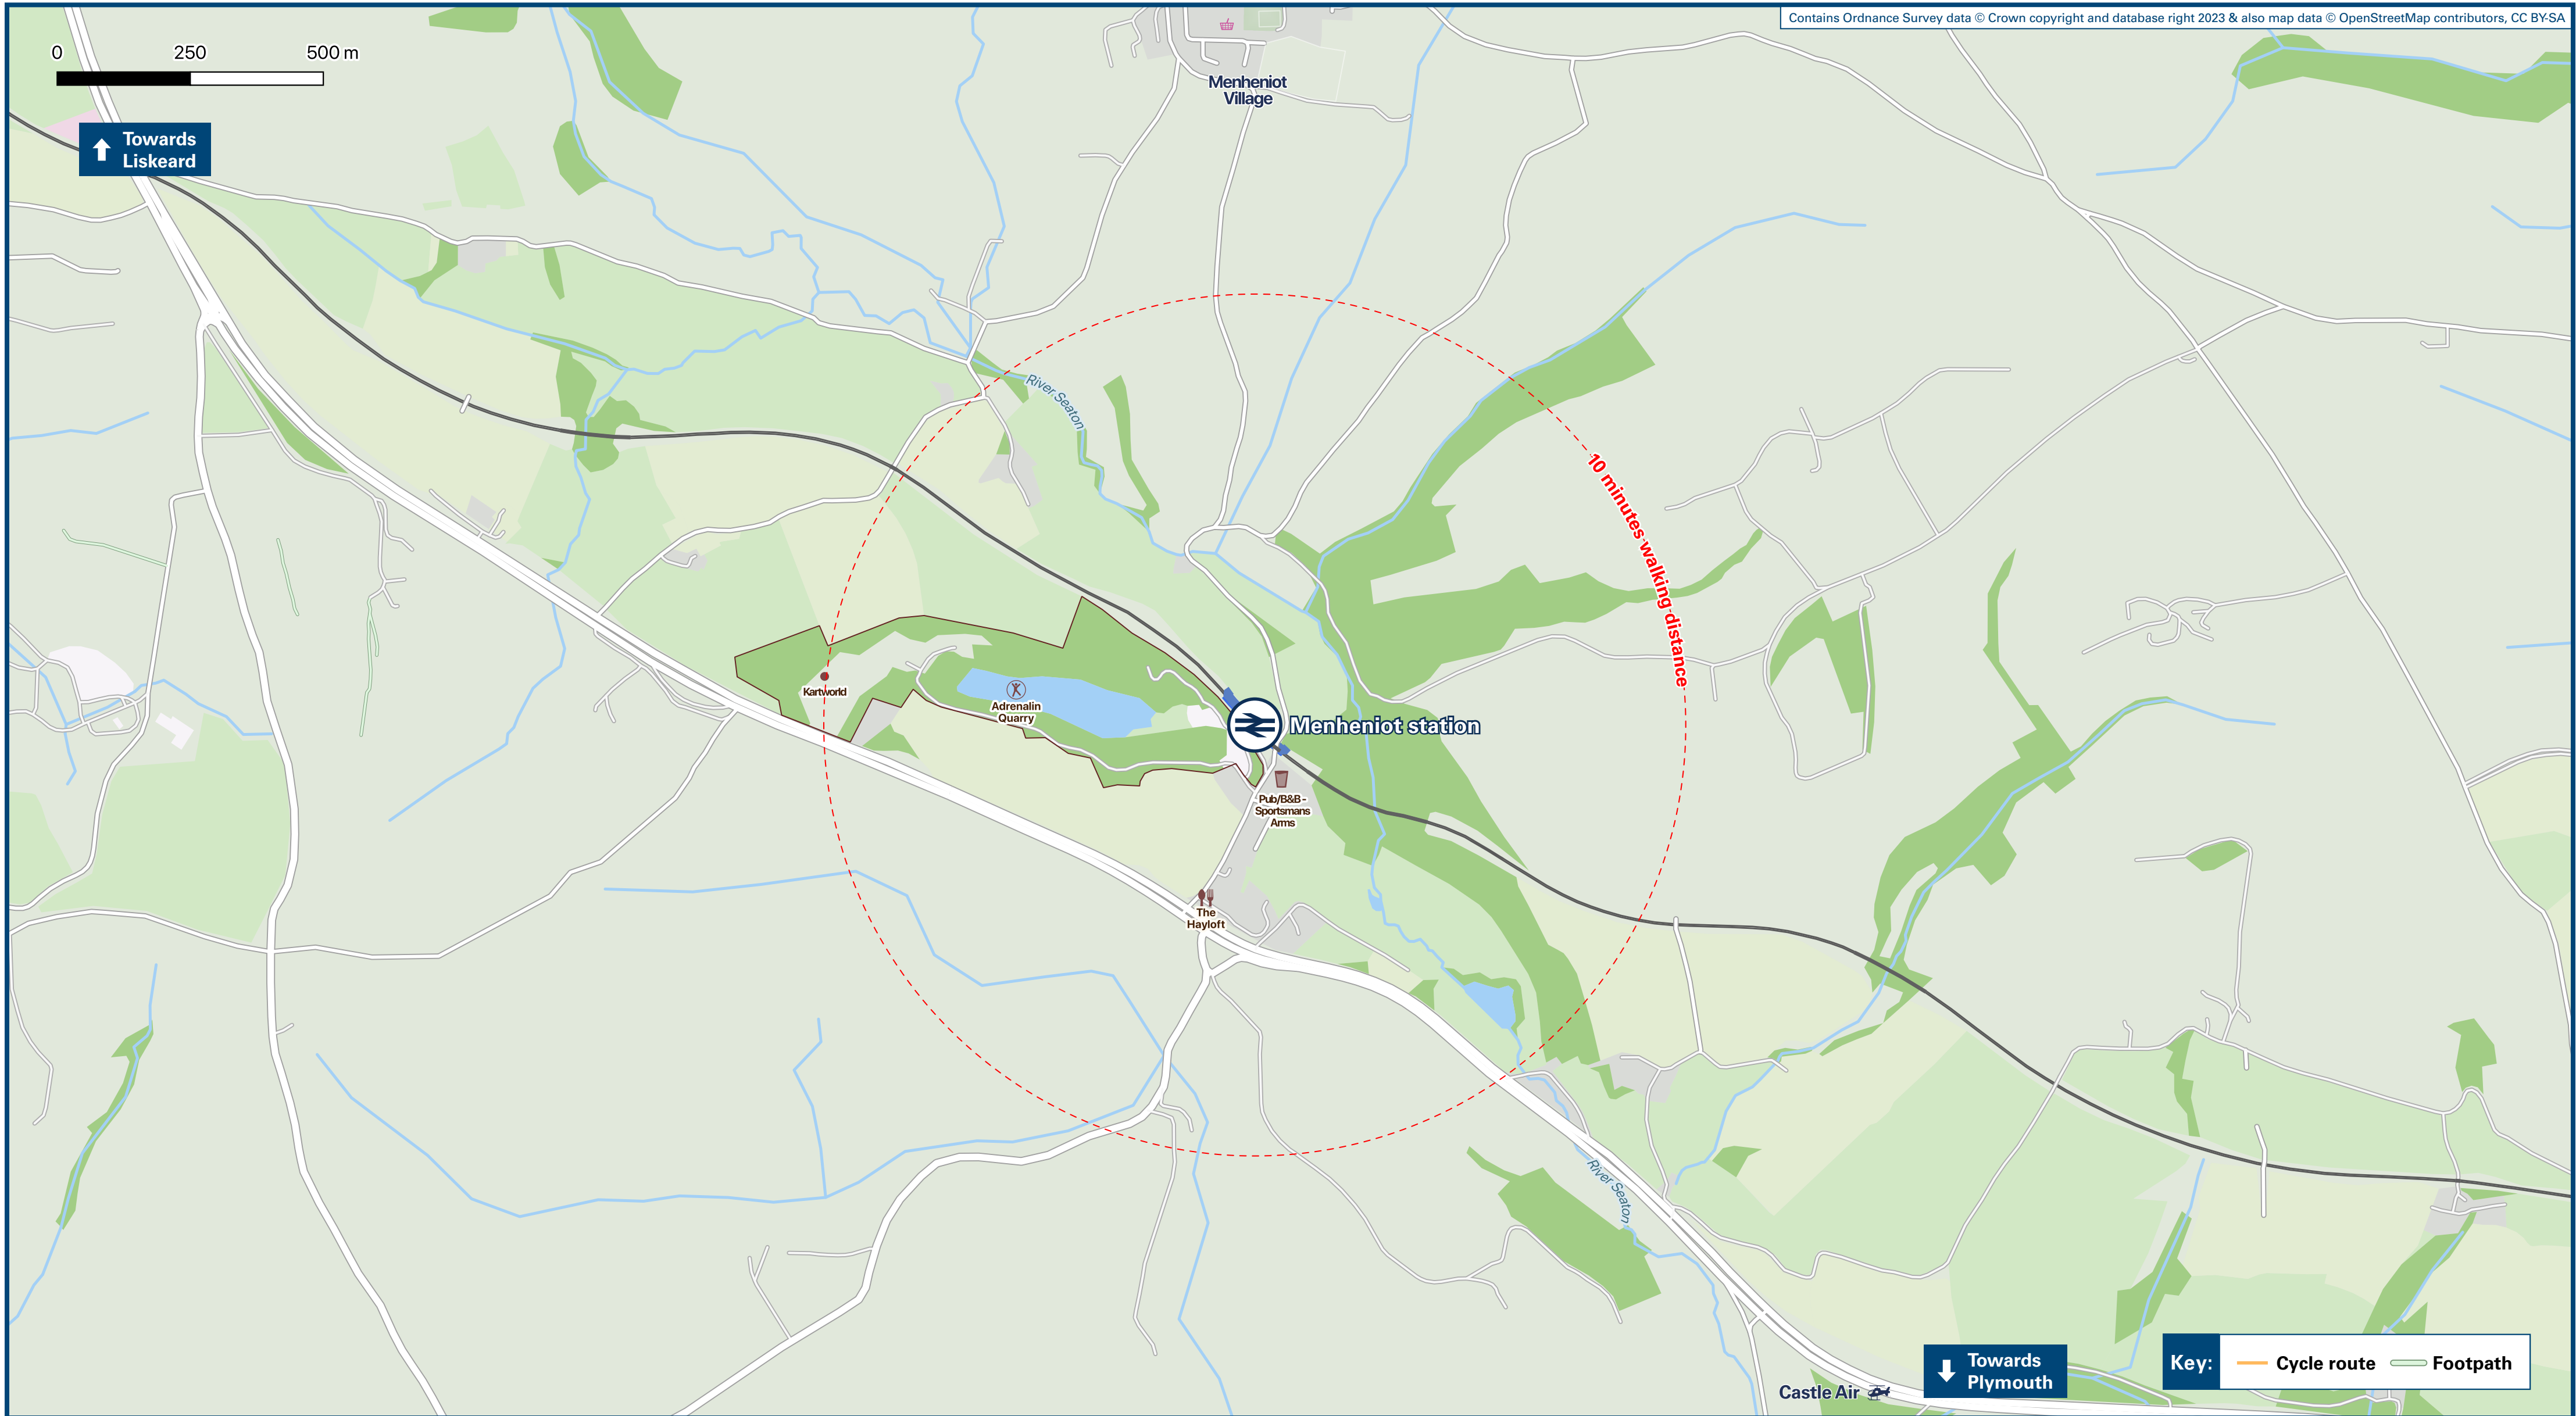 Contains Ordnance Survey data © Crown copyright and database right 2023 & also map data © OpenStreetMap contributors, CC BY-SA
0 250 500 m
Menheniot
Village
Towards
Liskeard
River Seaton
10 minutes walking distance
Kartworld
Adrenalin
Quarry
Menheniot station
Pub/B&B -
Sportsmans
Arms
The
Hayloft
River Seaton
Castle Air
Towards
Plymouth
Key: Cycle route Footpath